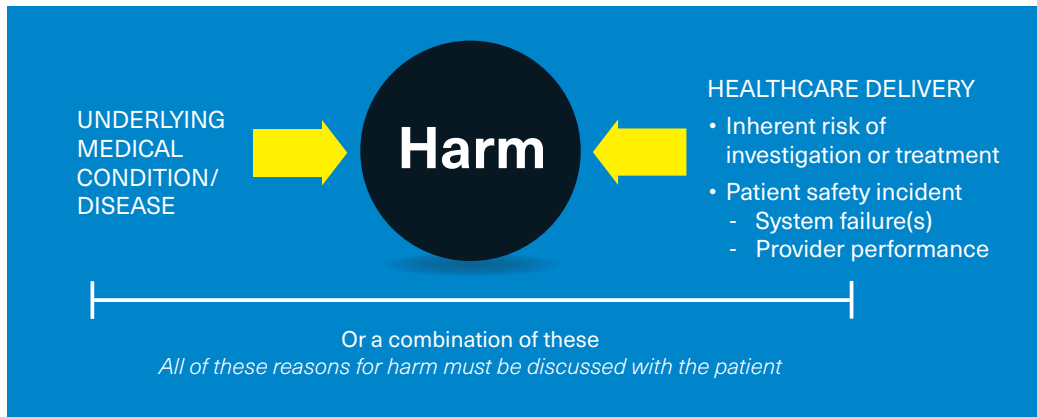 UNDERLYING
MEDICAL
CONDITION/
DISEASE
Harm
HEALTHCARE DELIVERY
• Inherent risk of
investigation or treatment
• Patient safety incident
- System failure(s)
- Provider performance
Or a combination of these
All of these reasons for harm must be discussed with the patient